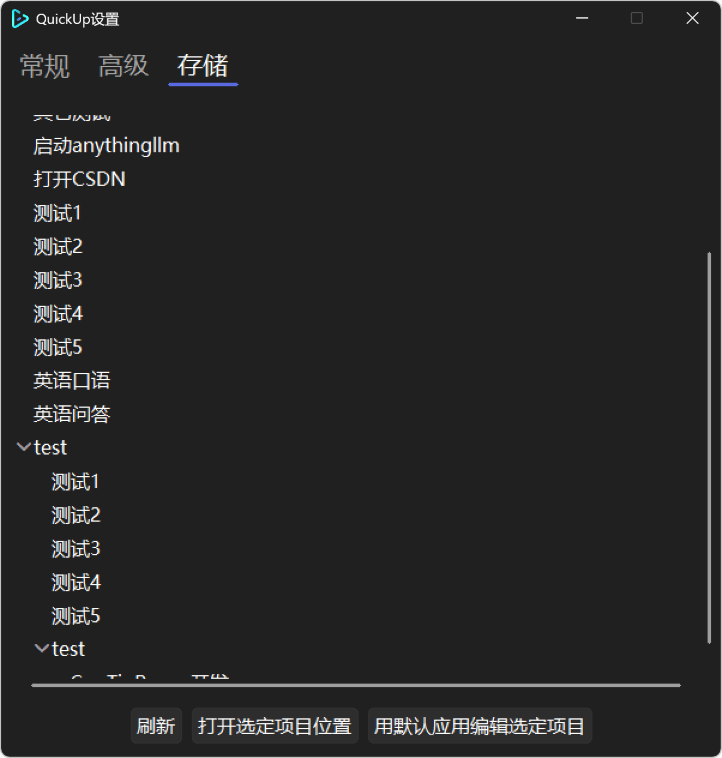 QuickUp设置
常规 高级 存储
启动anythingllm
打开CSDN
测试1
测试2
测试3
测试4
测试5
英语口语
英语问答
test
测试1
测试2
测试3
测试4
测试5
test
刷新 打开选定项目位置 用默认应用编辑选定项目